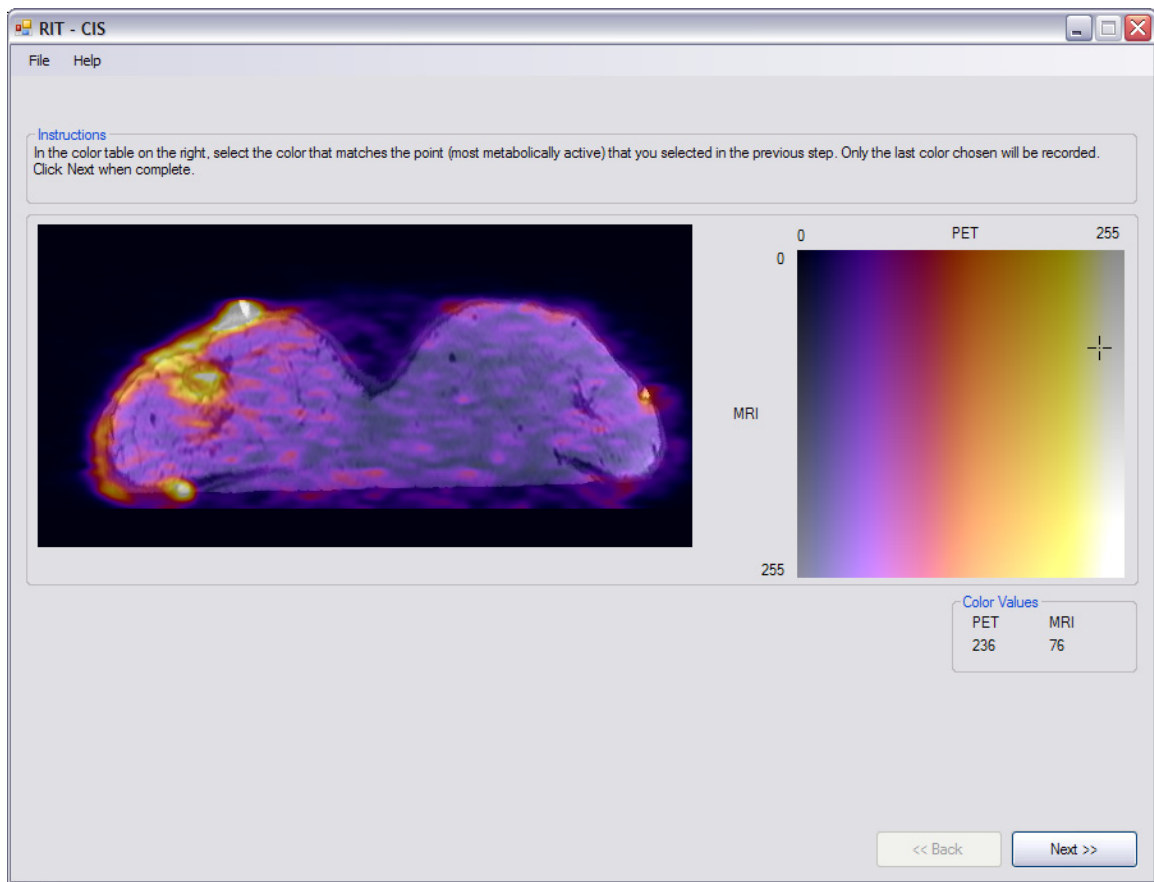 RIT - CIS
File Help
Instructions
In the color table on the right, select the color that matches the point (most metabolically active) that you selected in the previous step. Only the last color chosen will be recorded.
Click Next when complete.
0 PET 255
0
MRI
255
Color Values
PET MRI
236 76
<< Back Next >>